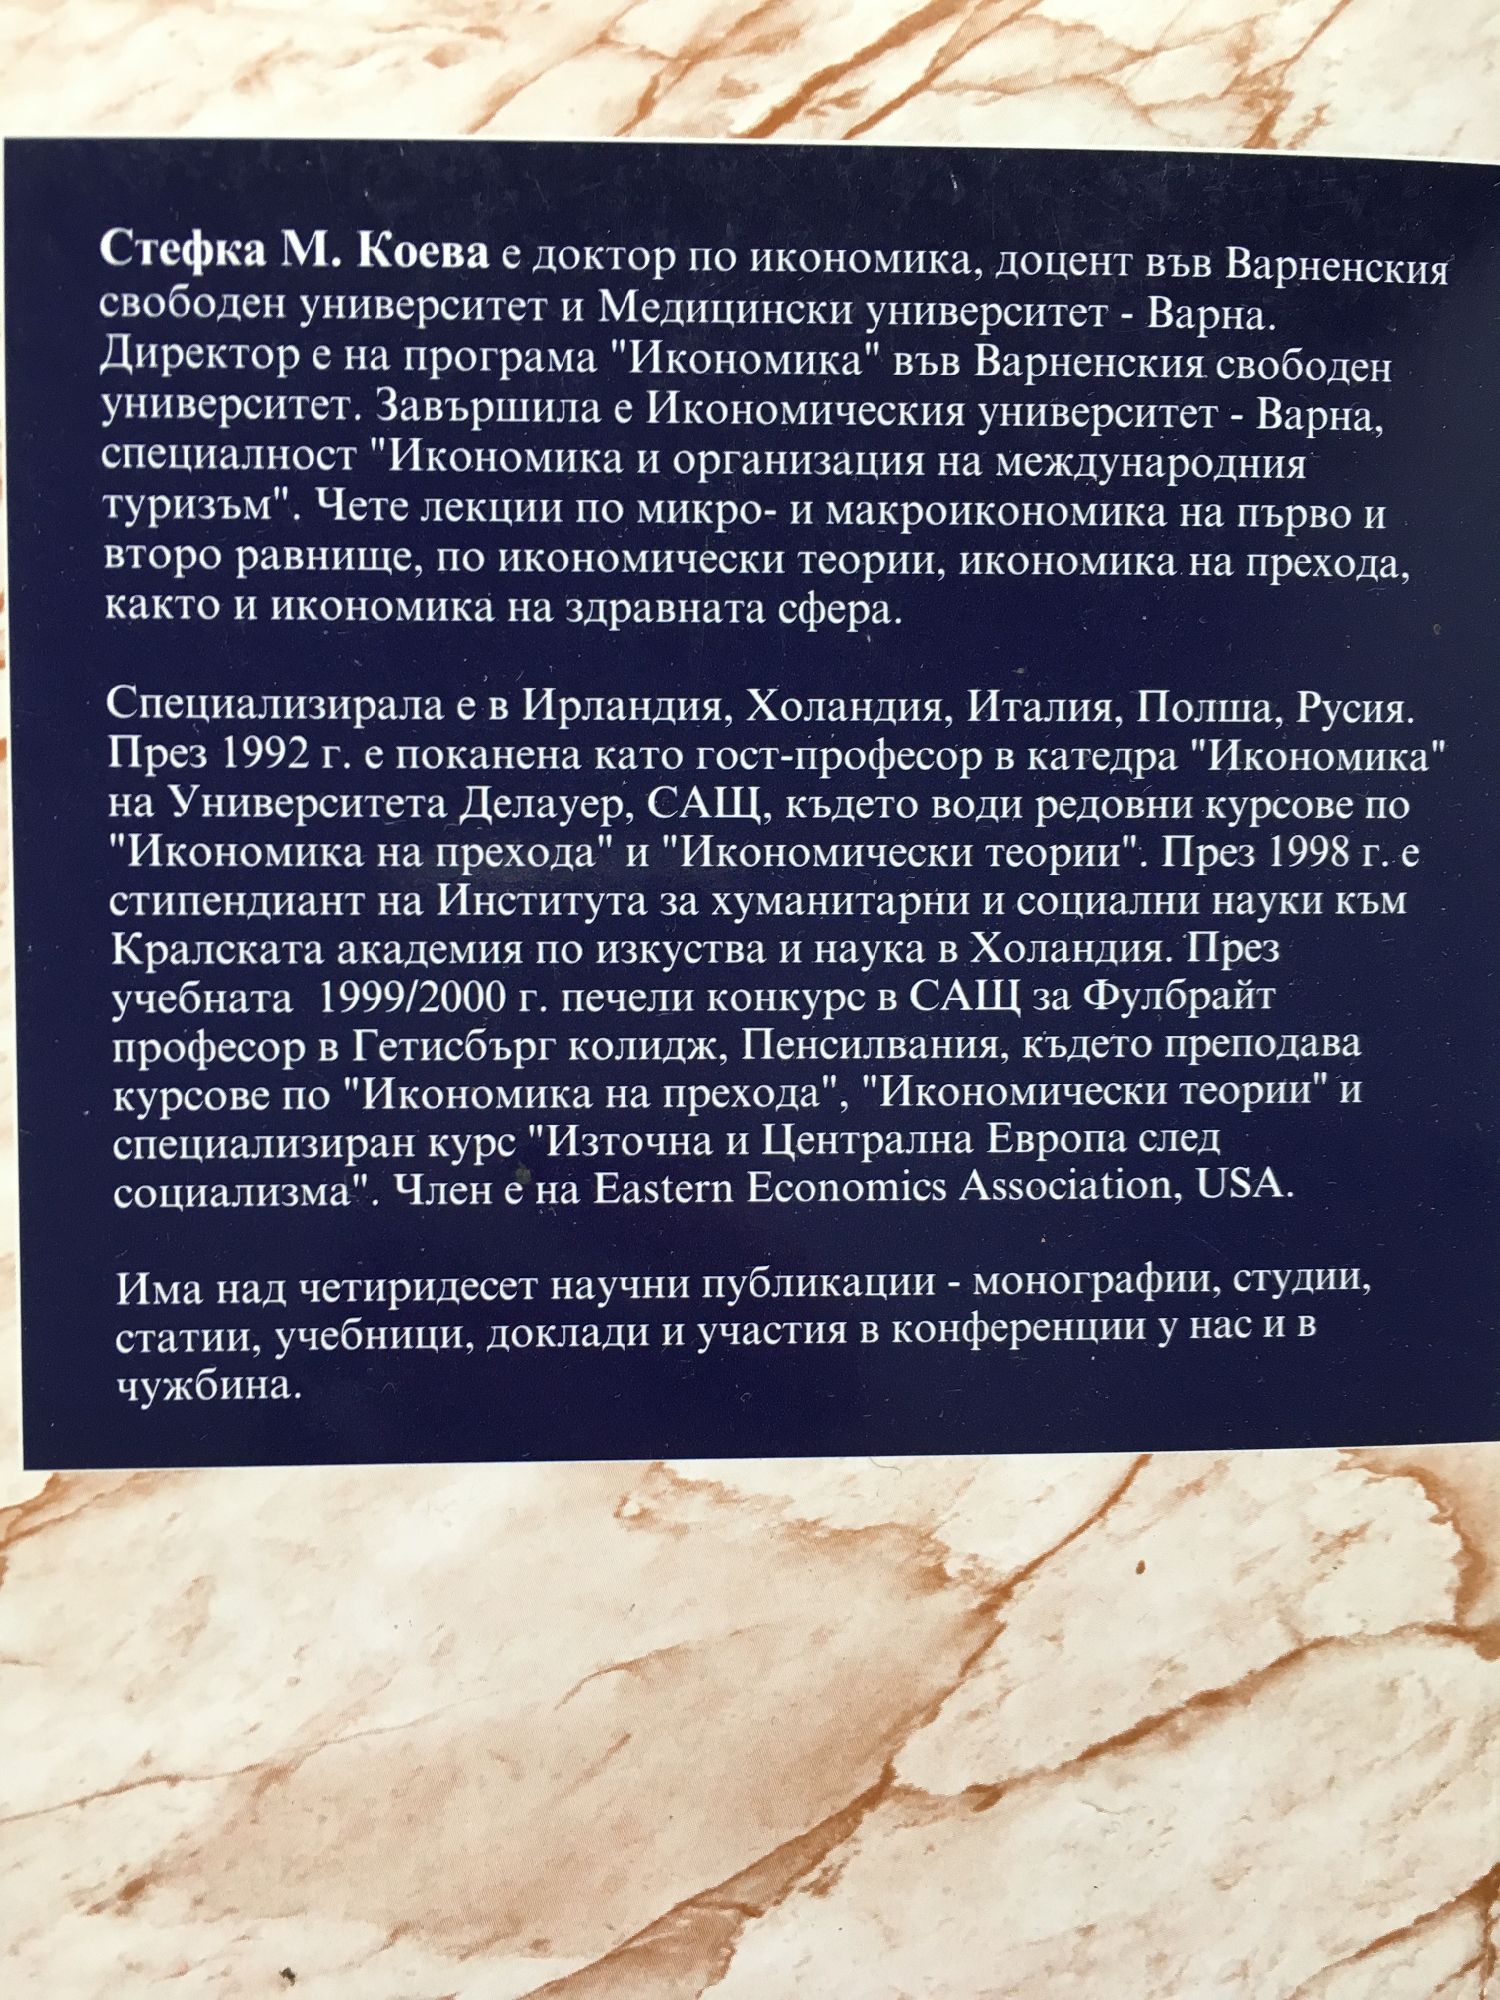 Стефка М. Коева е доктор по икономика, доцент във Варненския
свободен университет и Медицински университет - Варна.
Директор е на програма "Икономика" във Варненския свободен
университет. Завършила е Икономическия университет - Варна,
специалност "Икономика и организация на международния
туризъм". Чете лекции по микро- и макроикономика на първо и
второ равнище, по икономически теории, икономика на прехода,
както и икономика на здравната сфера.
Специализирала е в Ирландия, Холандия, Италия, Полша, Русия.
През 1992 г. е поканена като гост-професор в катедра "Икономика"
на Университета Делауер, САЩ, където води редовни курсове по
"Икономика на прехода" и "Икономически теории". През 1998 г. е
стипендиант на Института за хуманитарни и социални науки към
Кралската академия по изкуства и наука в Холандия. През
учебната 1999/2000 г. печели конкурс в САЩ за Фулбрайт
професор в Гетисбърг колидж, Пенсилвания, където преподава
курсове по "Икономика на прехода", "Икономически теории" и
специализиран курс "Източна и Централна Европа след
социализма". Член е на Eastern Economics Association, USA.
Има над четиридесет научни публикации - монографии, студии,
статии, учебници, доклади и участия в конференции у нас и в
чужбина.